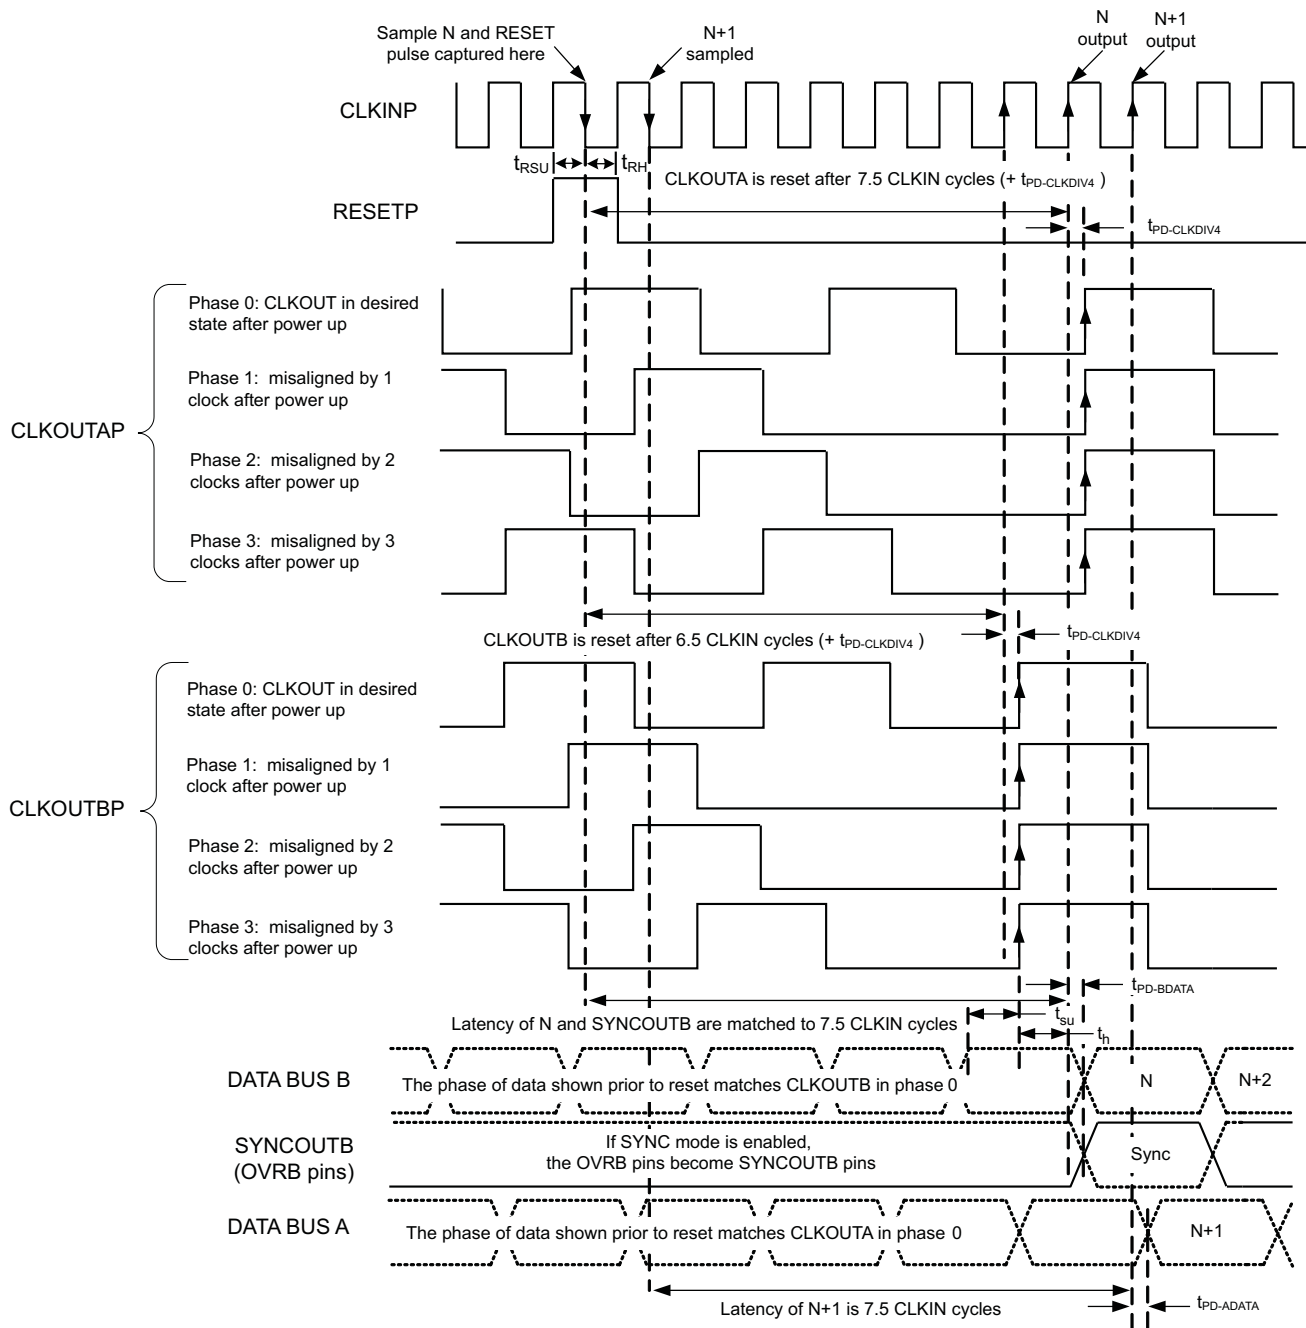 Sample N and RESET
pulse captured here
N+1
sampled
N
output
N+1
output
CLKINP
tRSU
tRH
CLKOUTA is reset after 7.5 CLKIN cycles (+ tPD-CLKDIV4 )
RESETP
tPD-CLKDIV4
CLKOUTAP
Phase 0: CLKOUT in desired
state after power up
Phase 1: misaligned by 1
clock after power up
Phase 2: misaligned by 2
clocks after power up
Phase 3: misaligned by 3
clocks after power up
CLKOUTB is reset after 6.5 CLKIN cycles (+ tPD-CLKDIV4 )
tPD-CLKDIV4
CLKOUTBP
Phase 0: CLKOUT in desired
state after power up
Phase 1: misaligned by 1
clock after power up
Phase 2: misaligned by 2
clocks after power up
Phase 3: misaligned by 3
clocks after power up
tPD-BDATA
Latency of N and SYNCOUTB are matched to 7.5 CLKIN cycles
tsu
th
DATA BUS B
The phase of data shown prior to reset matches CLKOUTB in phase 0
N
N+2
SYNCOUTB
(OVRB pins)
If SYNC mode is enabled,
the OVRB pins become SYNCOUTB pins
Sync
DATA BUS A
The phase of data shown prior to reset matches CLKOUTA in phase 0
N+1
Latency of N+1 is 7.5 CLKIN cycles
tPD-ADATA